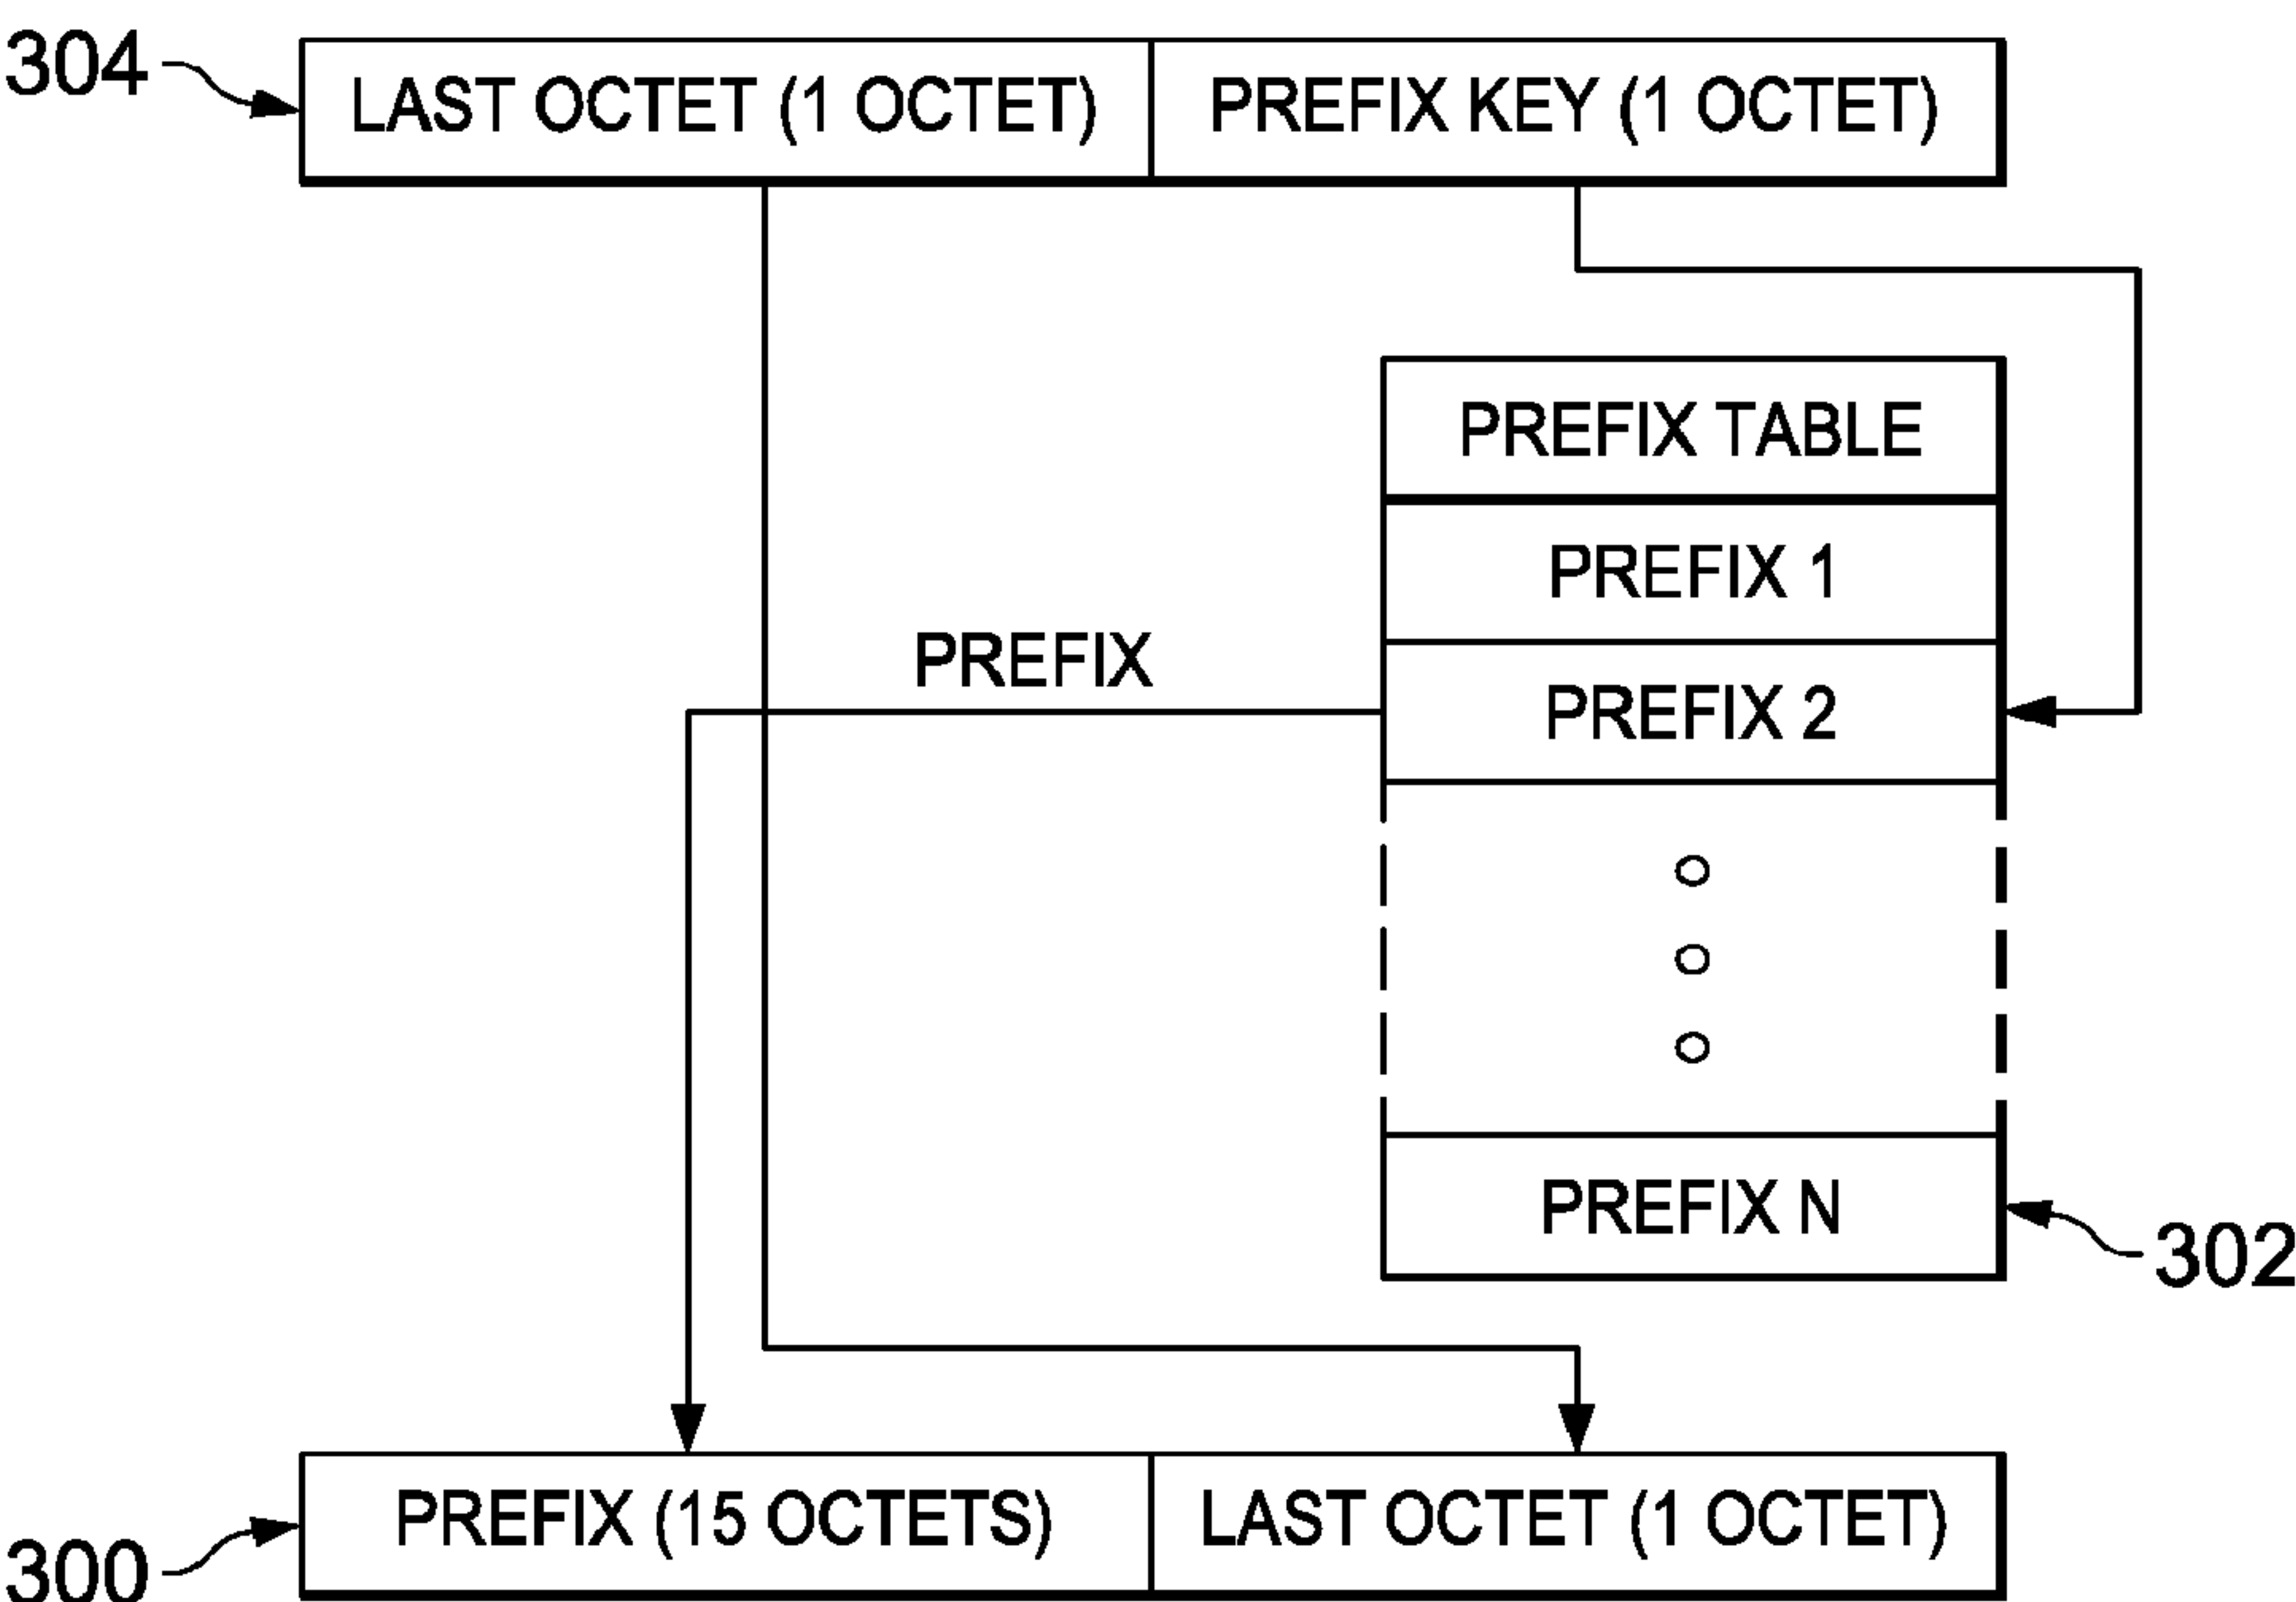 304
LAST OCTET (1 OCTET)
PREFIX KEY (1 OCTET)
PREFIX TABLE
PREFIX 1
PREFIX
PREFIX 2
PREFIX N
302
PREFIX (15 OCTETS)
LAST OCTET (1 OCTET)
300